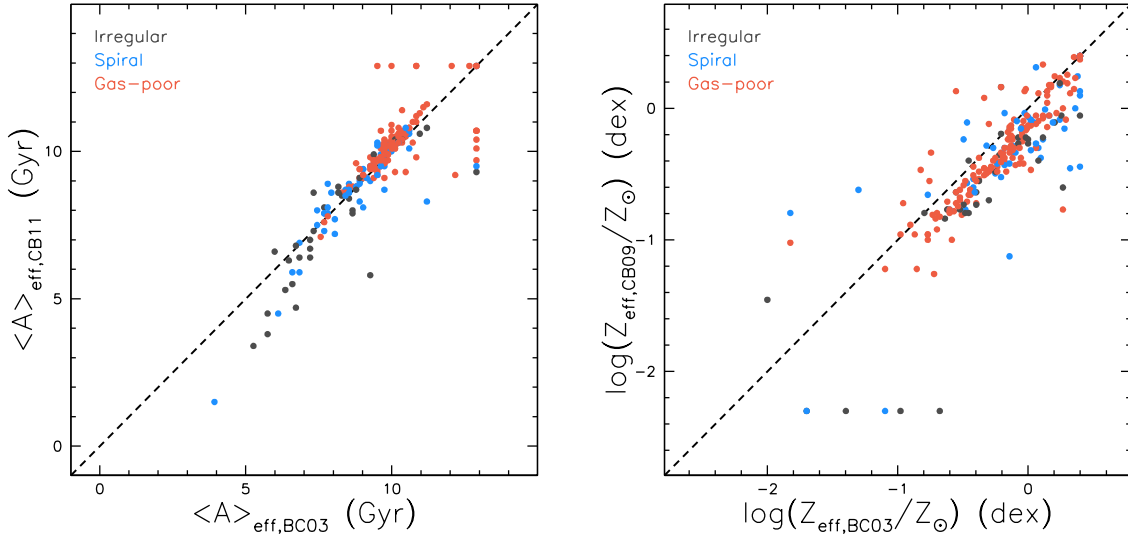 Irregular
Spiral
Gas-poor
<A>eff,CB11 (Gyr)
15
10
5
0
0
5
10
<A>eff,BC03 (Gyr)
Irregular
Spiral
Gas-poor
log(Zeff,CB09/Z⊙) (dex)
0
-1
-2
-2
-1
0
log(Zeff,BC03/Z⊙) (dex)